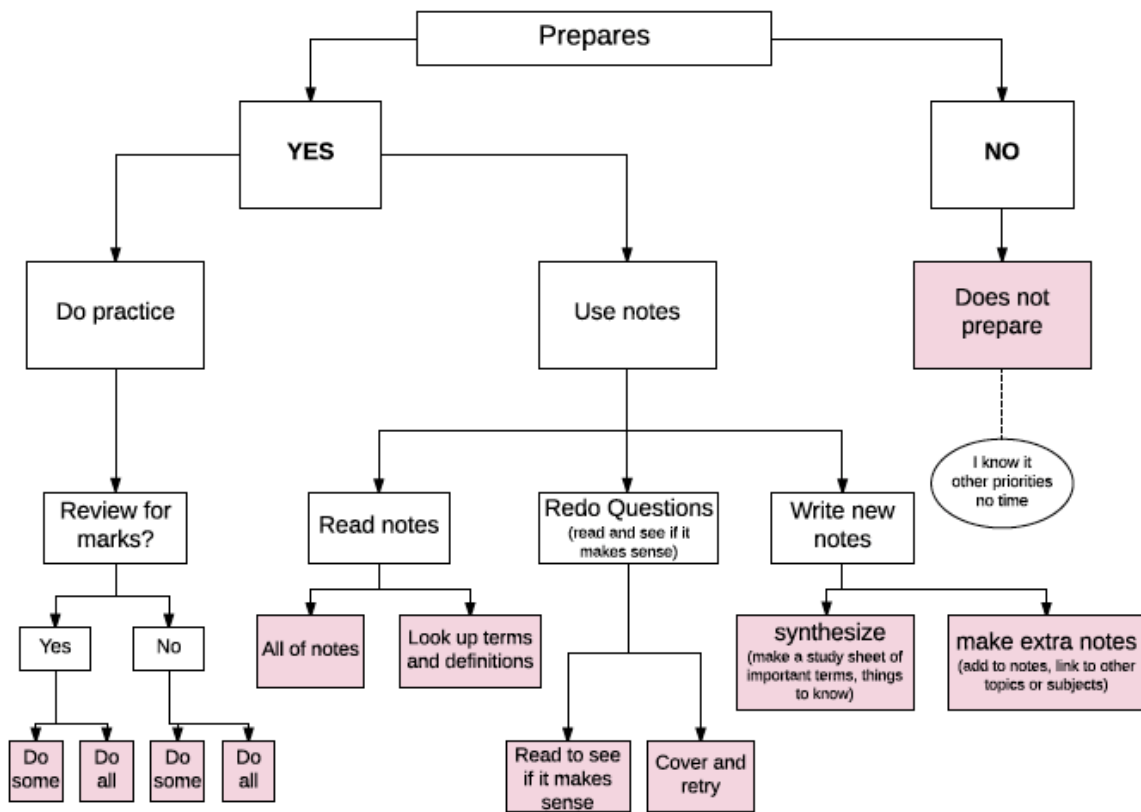 Prepares
YES
NO
Do practice
Use notes
Does not
prepare
I know it
other priorities
no time
Review for
marks?
Read notes
Redo Questions
(read and see if it
makes sense)
Write new
notes
Yes
No
All of notes
Look up terms
and definitions
synthesize
(make a study sheet of
important terms, things
to know)
make extra notes
(add to notes, link to other
topics or subjects)
Do
some
Do
all
Do
some
Do
all
Read to see
if it makes
sense
Cover and
retry